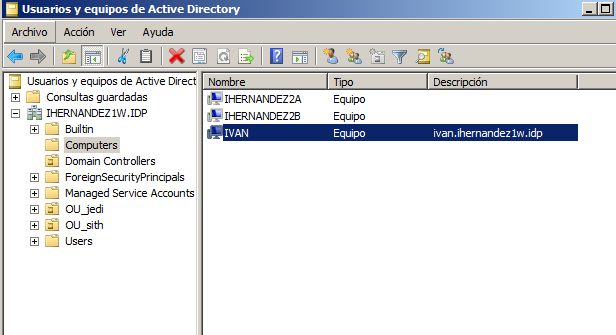 Usuarios y equipos de Active Directory
Archivo Acción Ver Ayuda
Usuarios y equipos de Active Direct
Consultas guardadas
IHERNANDEZ1W.IDP
Builtin
Computers
Domain Controllers
ForeignSecurityPrincipals
Managed Service Accounts
OU_jedi
OU_sith
Users
Nombre Tipo Descripción
IHERNANDEZ2A Equipo
IHERNANDEZ2B Equipo
IVAN Equipo ivan.ihernandez1w.idp